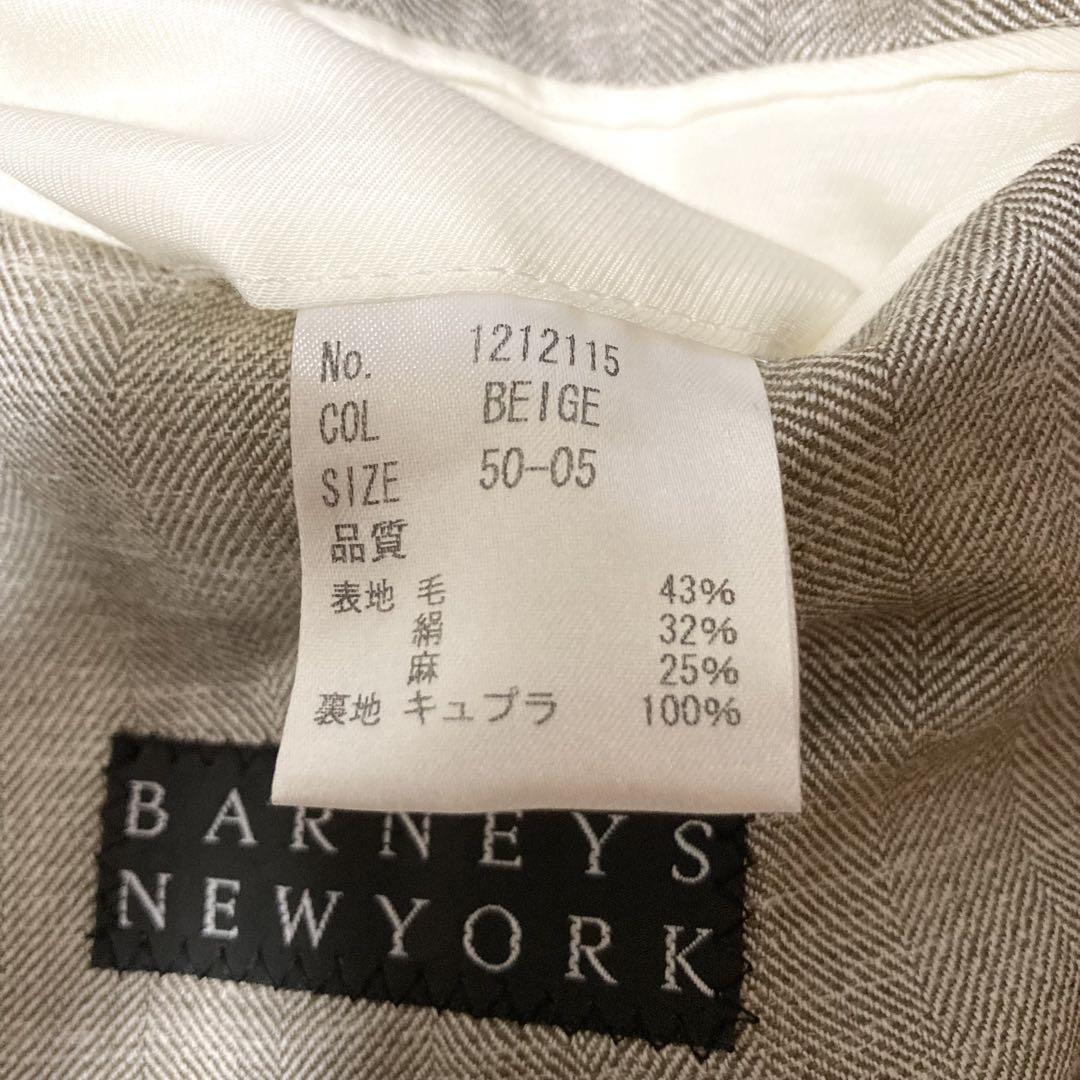 No. 1212115
COL BEIGE
SIZE 50-05
品質
表地 毛 43%
絹 32%
麻 25%
裏地 キュプラ 100%
BARNEYS
NEWYORK